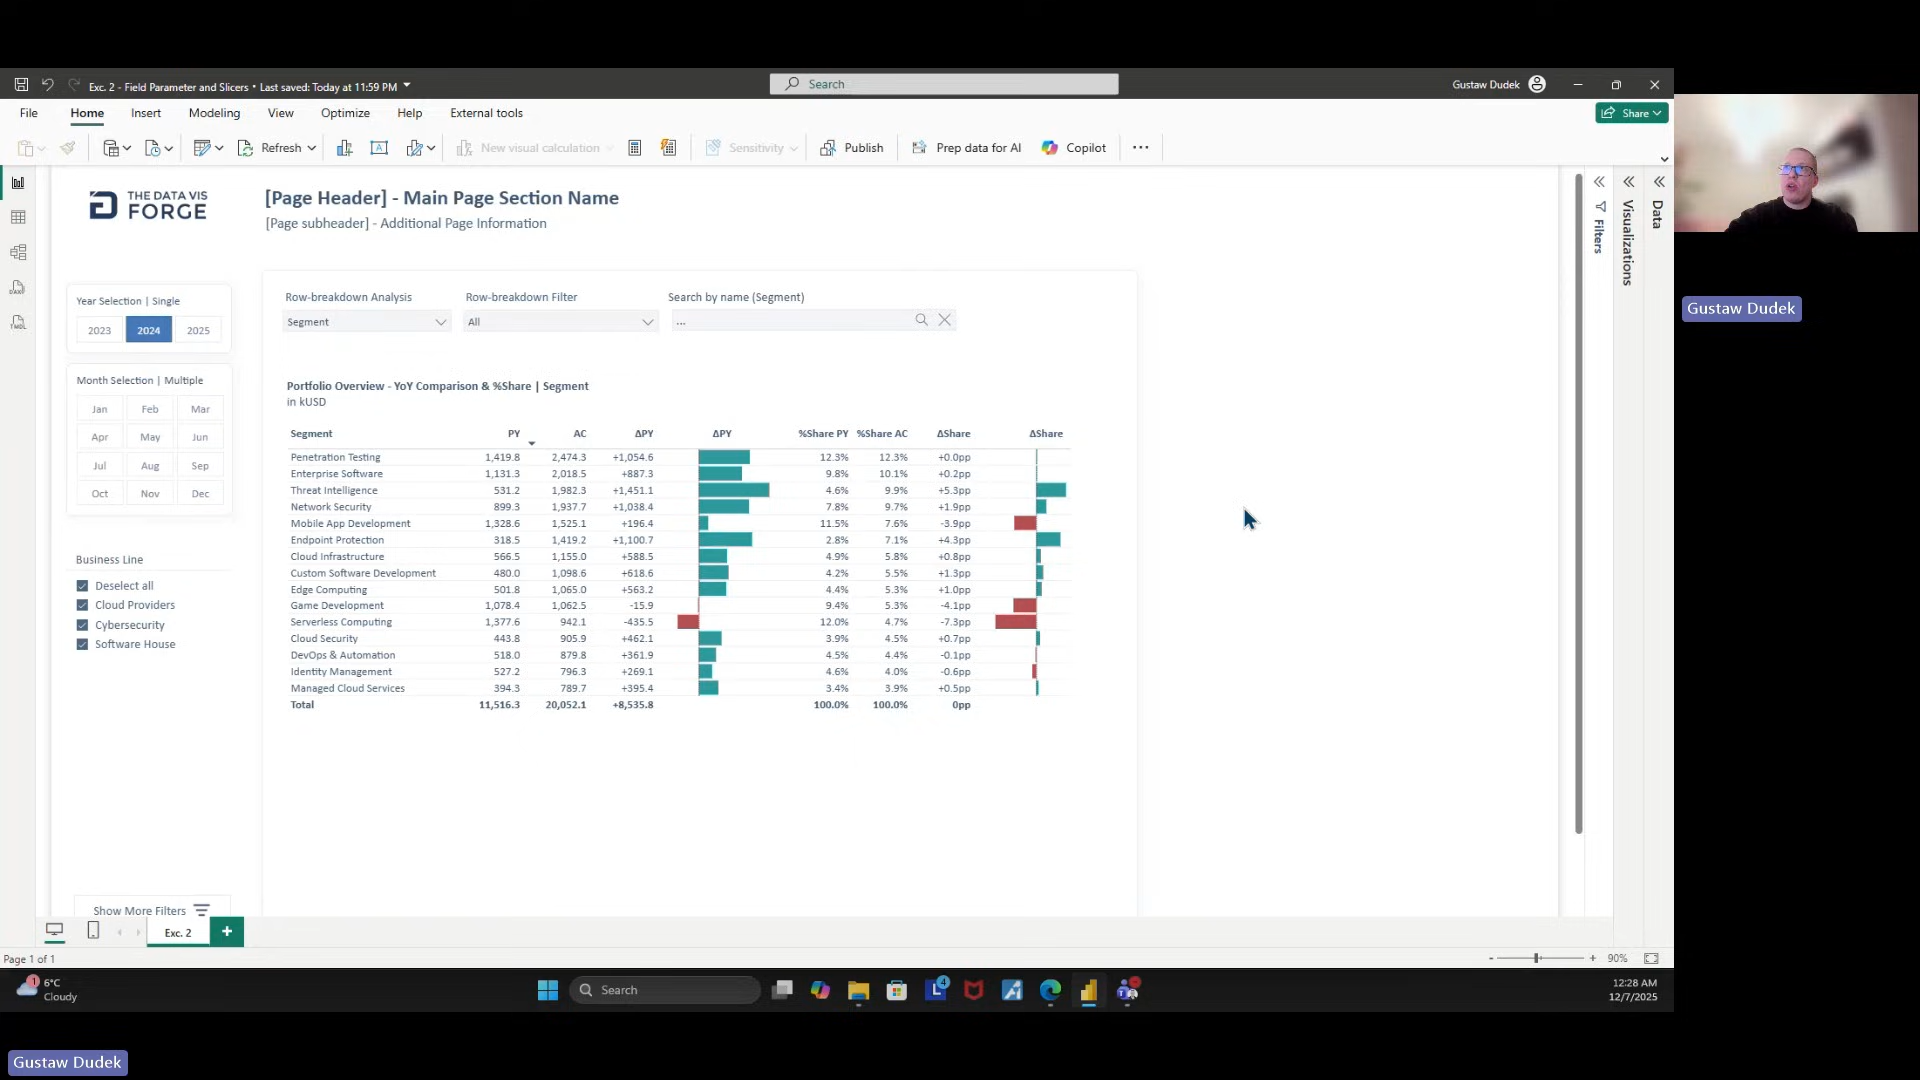 Exc. 2 - Field Parameter and Slicers • Last saved: Today at 11:59 PM
Search
Gustaw Dudek
File Home Insert Modeling View Optimize Help External tools
Share
Refresh
New visual calculation
Sensitivity
Publish
Prep data for AI
Copilot
THE DATA VIS
FORGE
[Page Header] - Main Page Section Name
[Page subheader] - Additional Page Information
Filters
Visualizations
Data
Year Selection | Single
2023 2024 2025
Month Selection | Multiple
Jan Feb Mar
Apr May Jun
Jul Aug Sep
Oct Nov Dec
Business Line
Deselect all
Cloud Providers
Cybersecurity
Software House
Show More Filters
Row-breakdown Analysis
Segment
Row-breakdown Filter
All
Search by name (Segment)
...
Portfolio Overview - YoY Comparison & %Share | Segment
in kUSD
Segment PY AC ΔPY ΔPY %Share PY %Share AC ΔShare ΔShare
Penetration Testing 1,419.8 2,474.3 +1,054.6 12.3% 12.3% +0.0pp
Enterprise Software 1,131.3 2,018.5 +887.3 9.8% 10.1% +0.2pp
Threat Intelligence 531.2 1,982.3 +1,451.1 4.6% 9.9% +5.3pp
Network Security 899.3 1,937.7 +1,038.4 7.8% 9.7% +1.9pp
Mobile App Development 1,328.6 1,525.1 +196.4 11.5% 7.6% -3.9pp
Endpoint Protection 318.5 1,419.2 +1,100.7 2.8% 7.1% +4.3pp
Cloud Infrastructure 566.5 1,155.0 +588.5 4.9% 5.8% +0.8pp
Custom Software Development 480.0 1,098.6 +618.6 4.2% 5.5% +1.3pp
Edge Computing 501.8 1,065.0 +563.2 4.4% 5.3% +1.0pp
Game Development 1,078.4 1,062.5 -15.9 9.4% 5.3% -4.1pp
Serverless Computing 1,377.6 942.1 -435.5 12.0% 4.7% -7.3pp
Cloud Security 443.8 905.9 +462.1 3.9% 4.5% +0.7pp
DevOps & Automation 518.0 879.8 +361.9 4.5% 4.4% -0.1pp
Identity Management 527.2 796.3 +269.1 4.6% 4.0% -0.6pp
Managed Cloud Services 394.3 789.7 +395.4 3.4% 3.9% +0.5pp
Total 11,516.3 20,052.1 +8,535.8 100.0% 100.0% 0pp
Exc. 2
Page 1 of 1
90%
1
6°C
Cloudy
Search
4
12:28 AM
12/7/2025
Gustaw Dudek
Gustaw Dudek